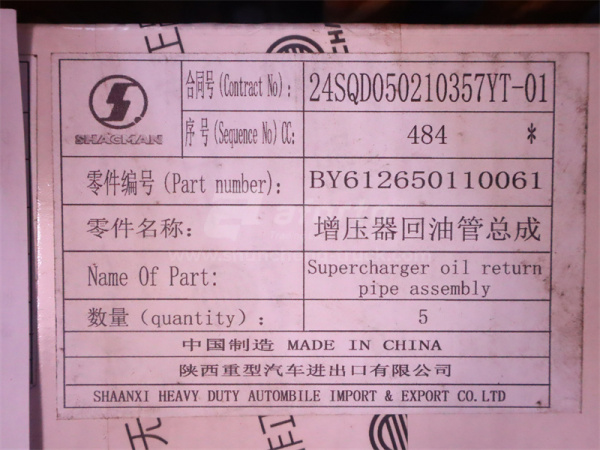 SHACMAN
合同号(Contract No): 24SQD050210357YT-01
序号(Sequence No)CC: 484 *
零件编号(Part number): BY612650110061
零件名称: 增压器回油管总成
Name Of Part: Supercharger oil return
pipe assembly
数量(quantity): 5
中国制造 MADE IN CHINA
陕西重型汽车进出口有限公司
SHAANXI HEAVY DUTY AUTOMBILE IMPORT & EXPORT CO.LTD